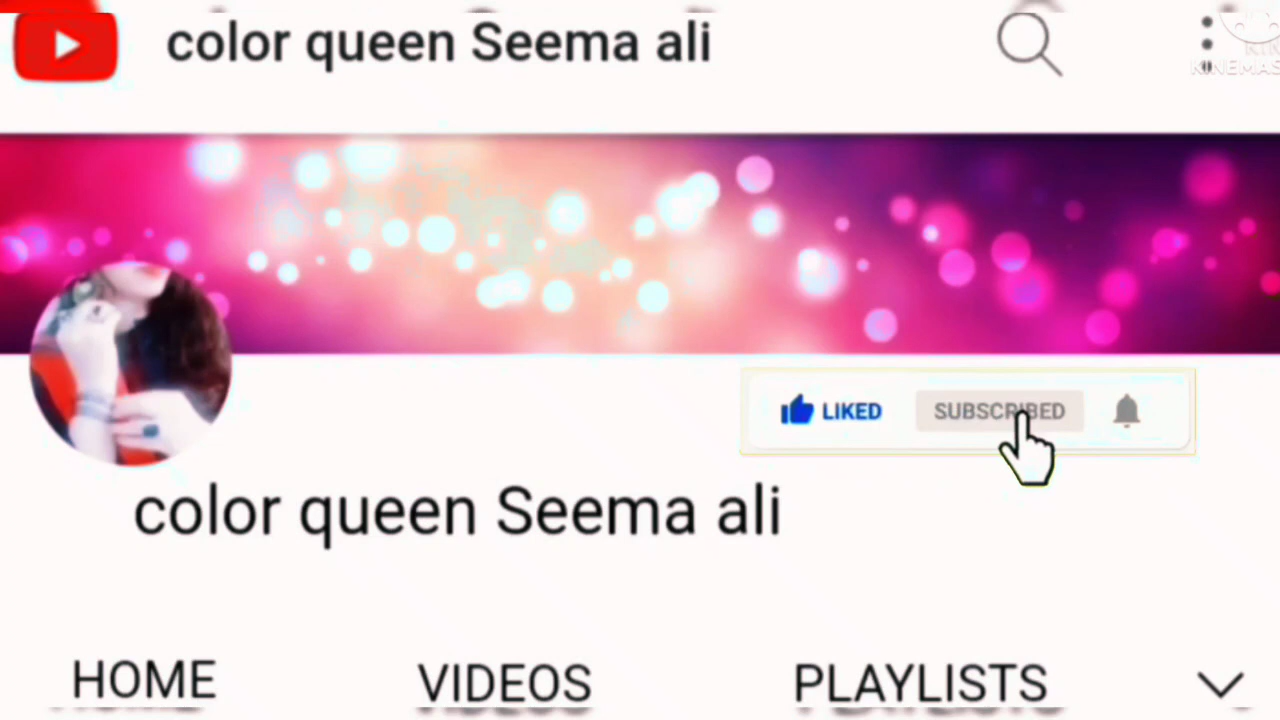 color queen Seema ali
LIKED SUBSCRIBED
color queen Seema ali
HOME VIDEOS PLAYLISTS